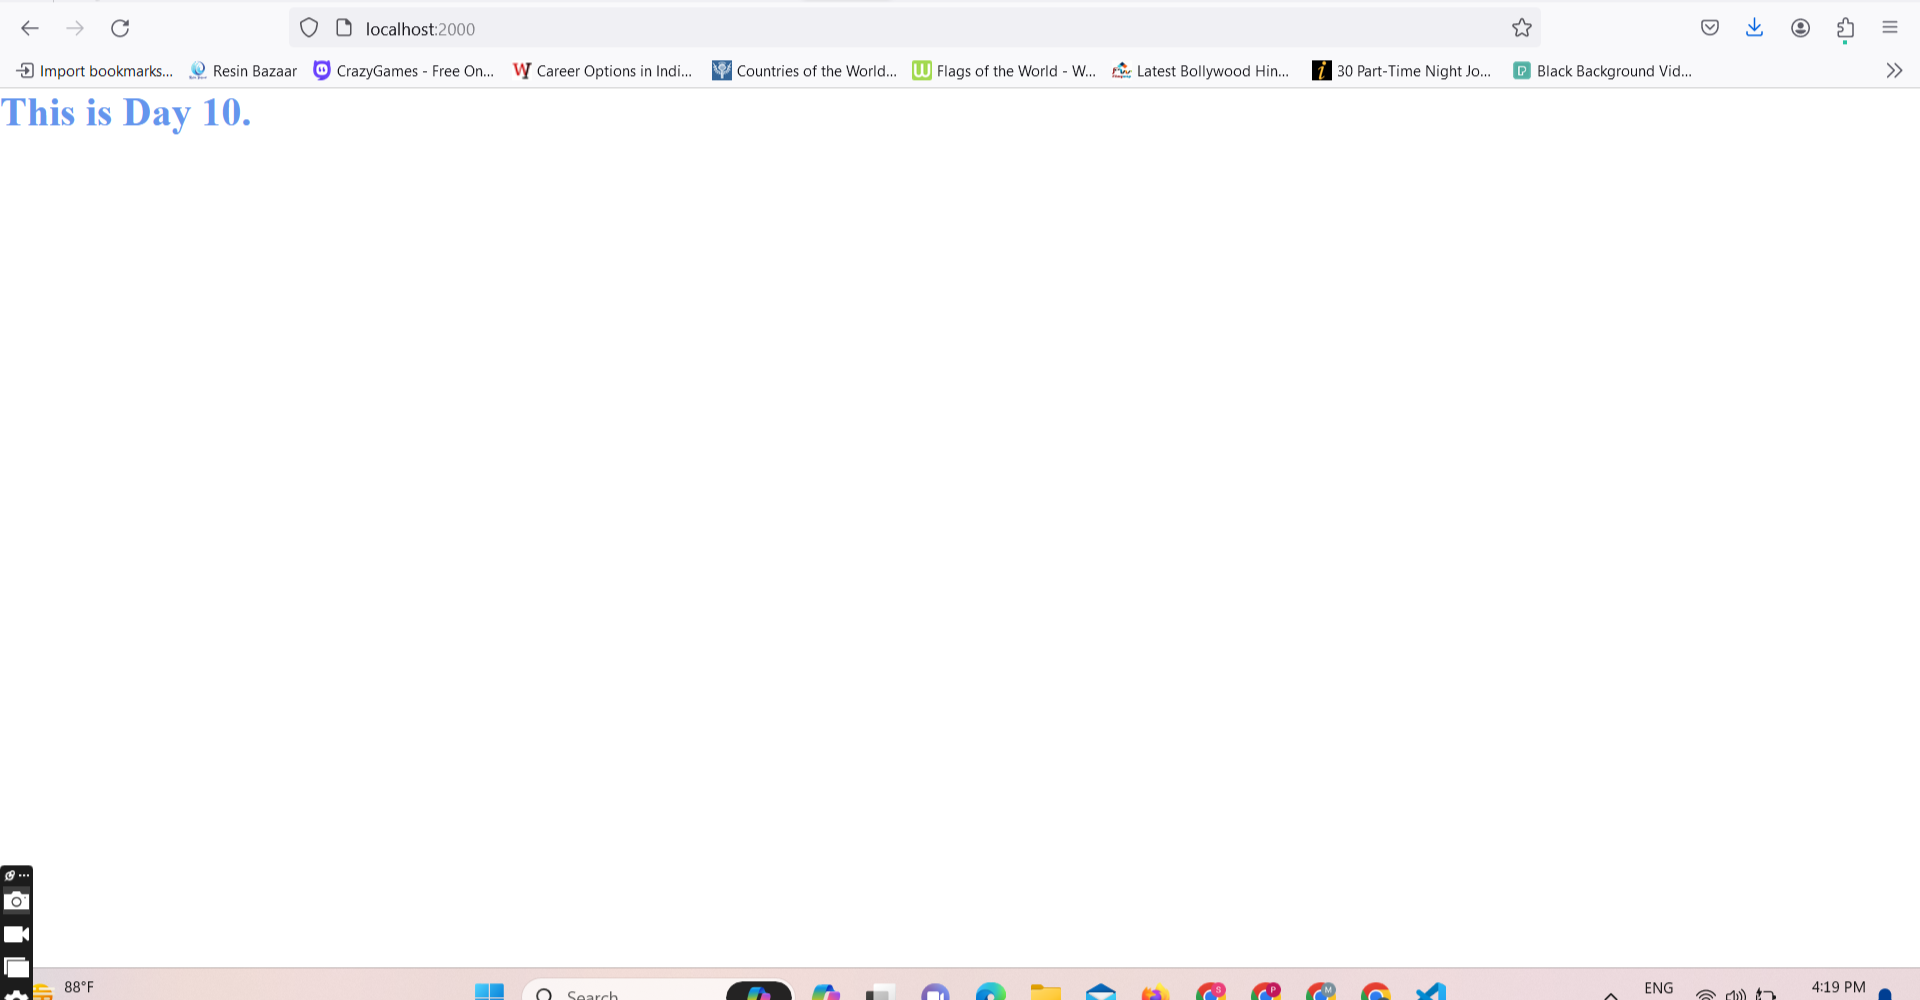 localhost:2000
Import bookmarks... Resin Bazaar CrazyGames - Free On... Career Options in Indi... Countries of the World... Flags of the World - W... Latest Bollywood Hin... 30 Part-Time Night Jo... Black Background Vid...
This is Day 10.
88°F Search ENG 4:19 PM